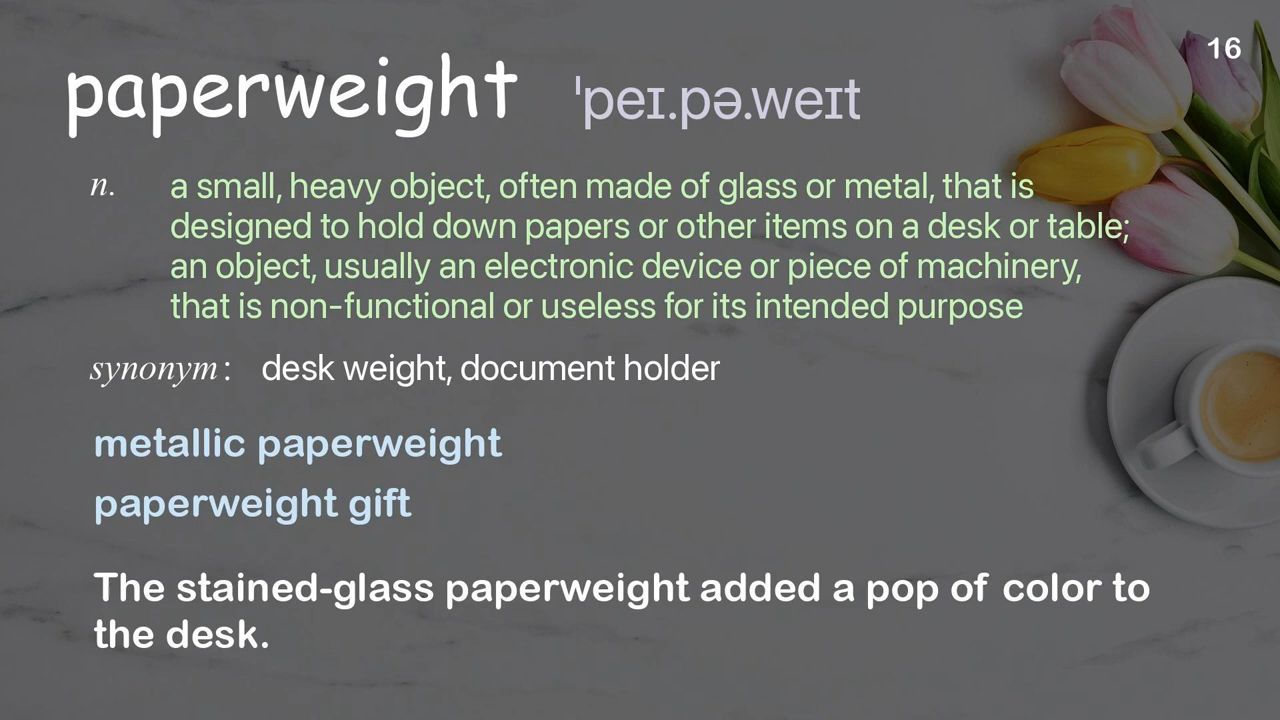 16
paperweight ˈpeɪ.pə.weɪt
n. a small, heavy object, often made of glass or metal, that is
designed to hold down papers or other items on a desk or table;
an object, usually an electronic device or piece of machinery,
that is non-functional or useless for its intended purpose
synonym: desk weight, document holder
metallic paperweight
paperweight gift
The stained-glass paperweight added a pop of color to
the desk.